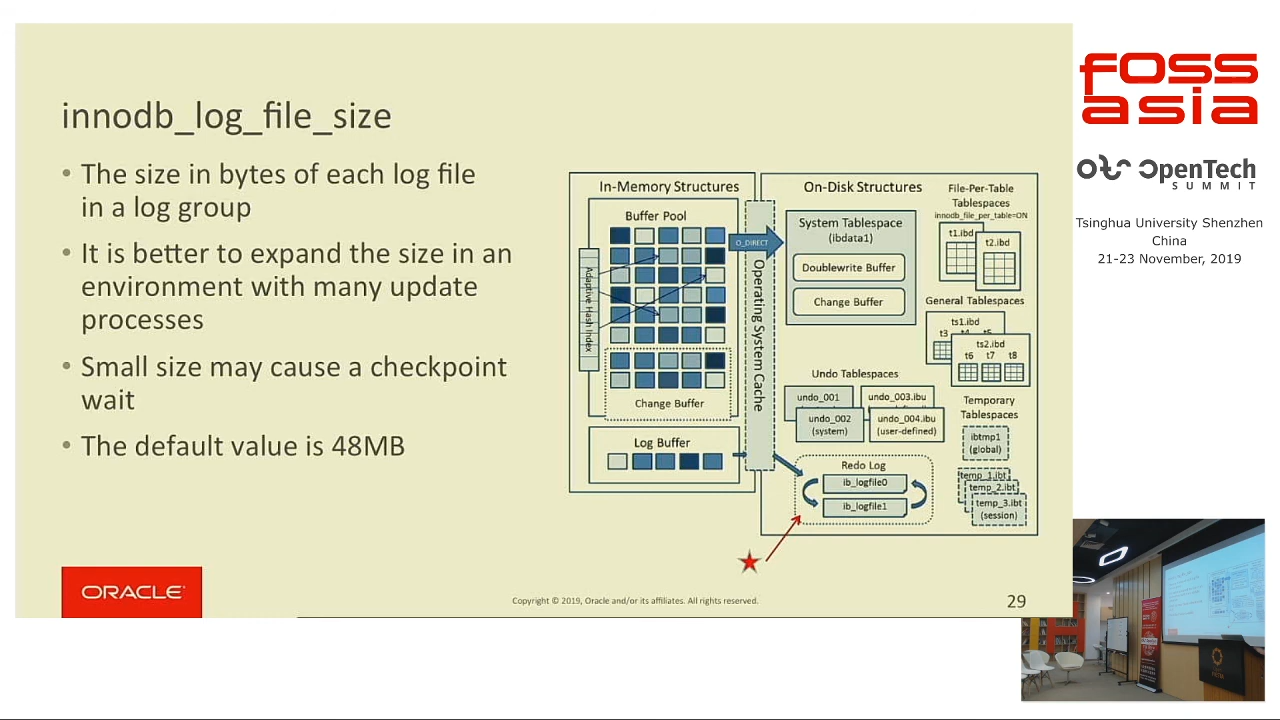 innodb_log_file_size
• The size in bytes of each log file
in a log group
• It is better to expand the size in an
environment with many update
processes
• Small size may cause a checkpoint
wait
• The default value is 48MB
In-Memory Structures
Buffer Pool
Adaptive Hash Index
Change Buffer
Log Buffer
O_DIRECT
Operating System Cache
On-Disk Structures
System Tablespace
(ibdata1)
Doublewrite Buffer
Change Buffer
File-Per-Table
Tablespaces
innodb_file_per_table=ON
t1.ibd
t2.ibd
General Tablespaces
ts1.ibd
t3 t4 t5
ts2.ibd
t6 t7 t8
Undo Tablespaces
undo_001
undo_002
(system)
undo_003.ibu
undo_004.ibu
(user-defined)
Temporary
Tablespaces
ibtmp1
(global)
temp_1.ibt
temp_2.ibt
temp_3.ibt
(session)
Redo Log
ib_logfile0
ib_logfile1
ORACLE
Copyright © 2019, Oracle and/or its affiliates. All rights reserved.
29
FOSS
asia
OTS OpenTech
SUMMIT
Tsinghua University Shenzhen
China
21-23 November, 2019